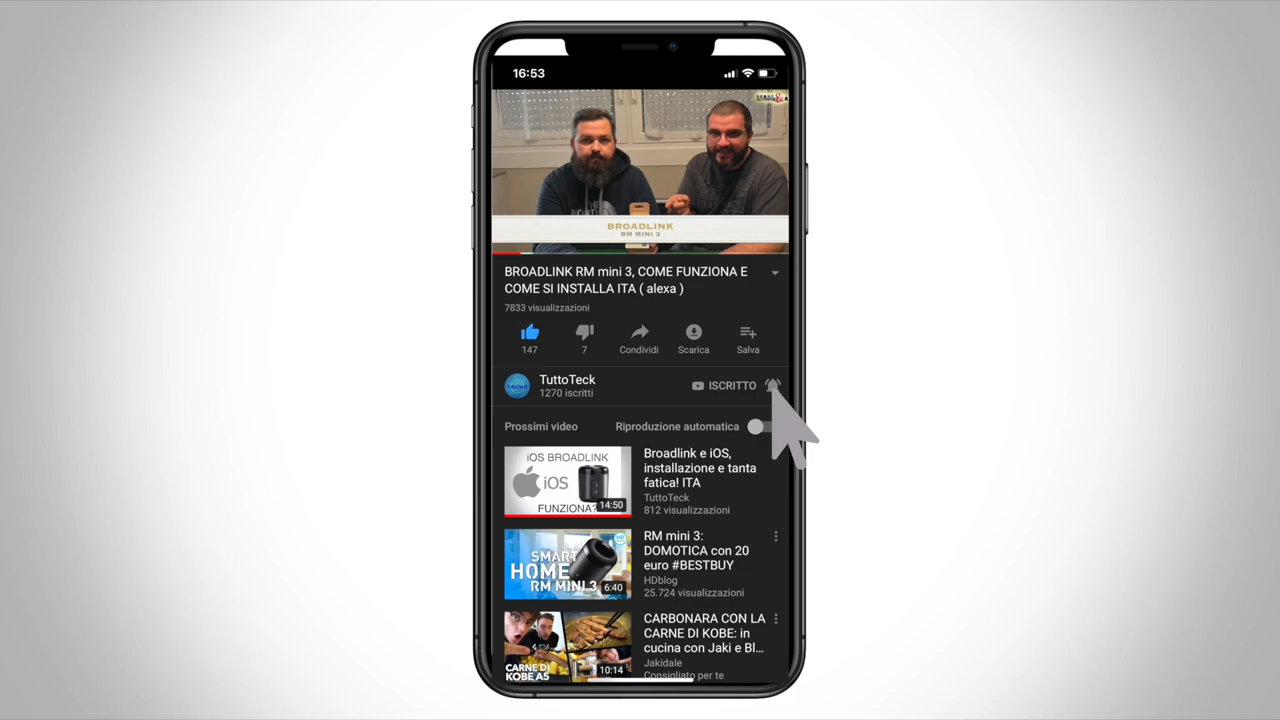 16:53
BROADLINK
RM MINI 3
BROADLINK RM mini 3, COME FUNZIONA E
COME SI INSTALLA ITA ( alexa )
7833 visualizzazioni
147
7
Condividi
Scarica
Salva
TuttoTeck
1270 iscritti
ISCRITTO
Prossimi video
Riproduzione automatica
iOS BROADLINK
iOS
FUNZIONA?
14:50
Broadlink e iOS,
installazione e tanta
fatica! ITA
TuttoTeck
812 visualizzazioni
SMART
HOME
RM MINI 3
HD
6:40
RM mini 3:
DOMOTICA con 20
euro #BESTBUY
HDblog
25.724 visualizzazioni
CARNE DI
KOBE A5
10:14
CARBONARA CON LA
CARNE DI KOBE: in
cucina con Jaki e Bl...
Jakidale
Consigliato per te